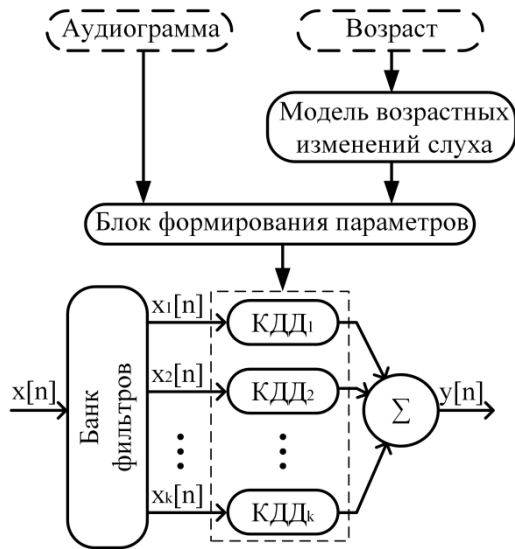 Аудиограмма
Возраст
Модель возрастных
изменений слуха
Блок формирования параметров
x[n]
Банк
фильтров
x₁[n]
КДД₁
x₂[n]
КДД₂
xₖ[n]
КДДₖ
Σ
y[n]